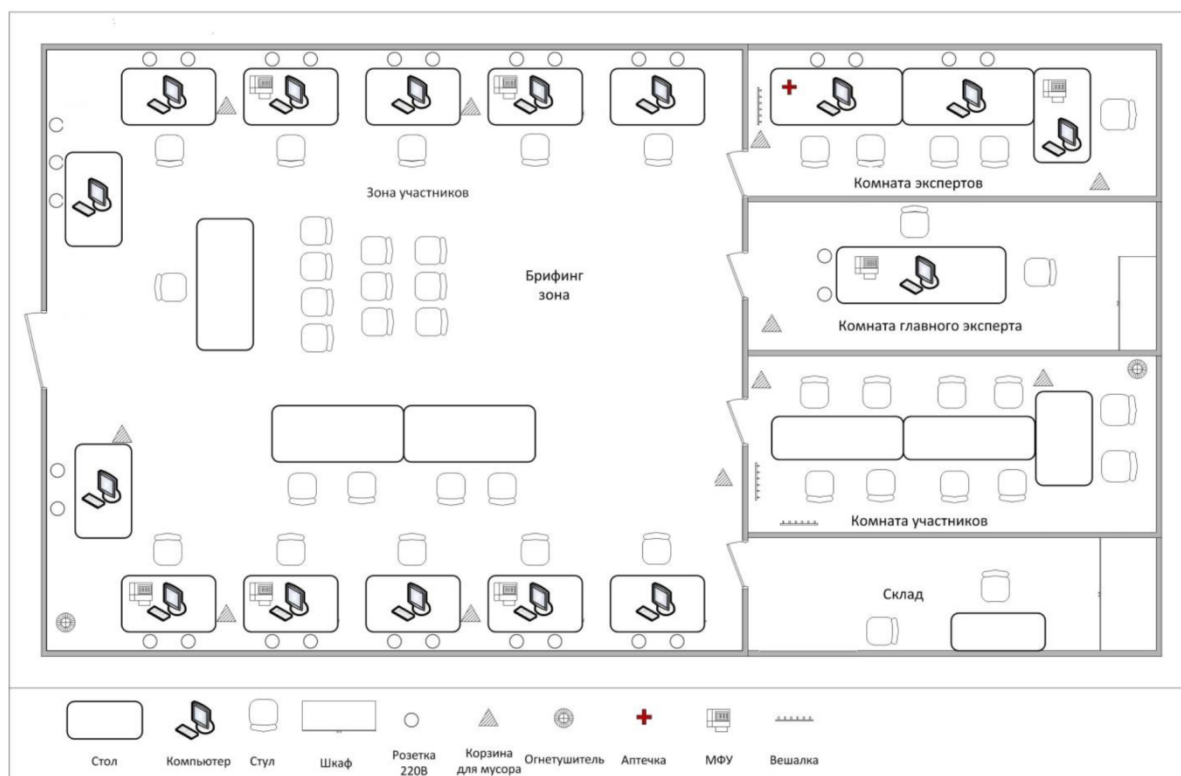 Зона участников
Комната экспертов
Брифинг
зона
Комната главного эксперта
Комната участников
Склад
Стол
Компьютер
Стул
Шкаф
Розетка
220В
Корзина
для мусора
Огнетушитель
Аптечка
МФУ
Вешалка